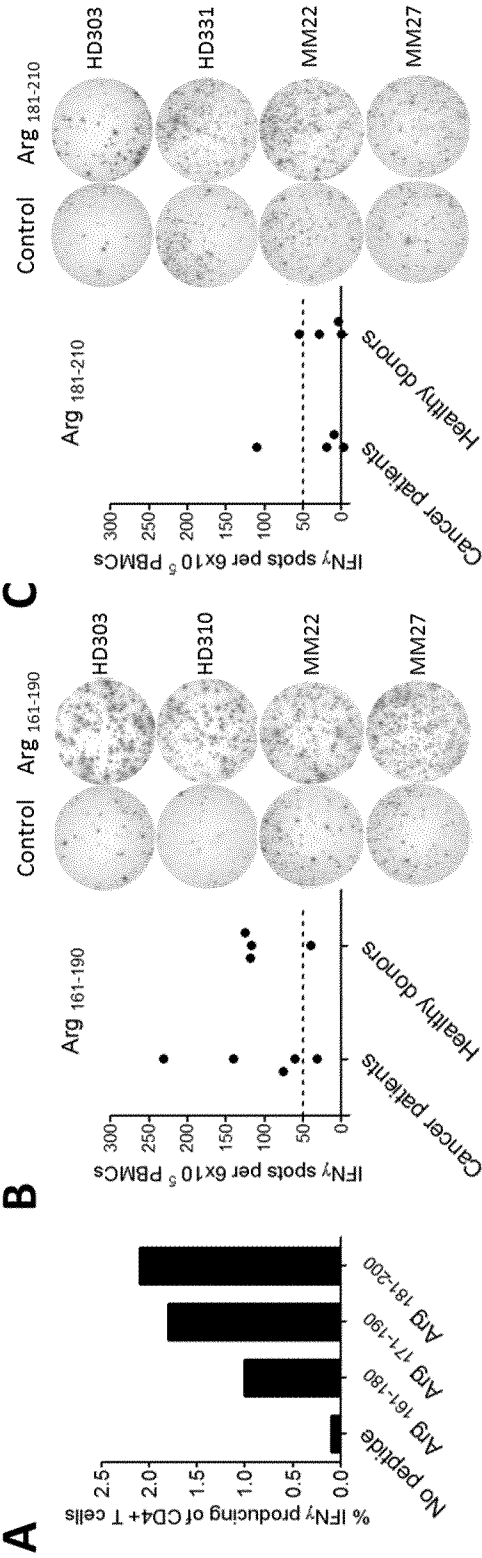 A
% IFNγ producing of CD4+ T cells
2.5
2.0
1.5
1.0
0.5
0.0
No peptide
Arg 161-180
Arg 171-190
Arg 181-200
B
Arg 161-190
IFNγ spots per 6x10 5 PBMCs
300
250
200
150
100
50
0
Cancer patients
Healthy donors
Control
Arg 161-190
HD303
HD310
MM22
MM27
C
Arg 181-210
IFNγ spots per 6x10 5 PBMCs
300
250
200
150
100
50
0
Cancer patients
Healthy donors
Control
Arg 181-210
HD303
HD331
MM22
MM27